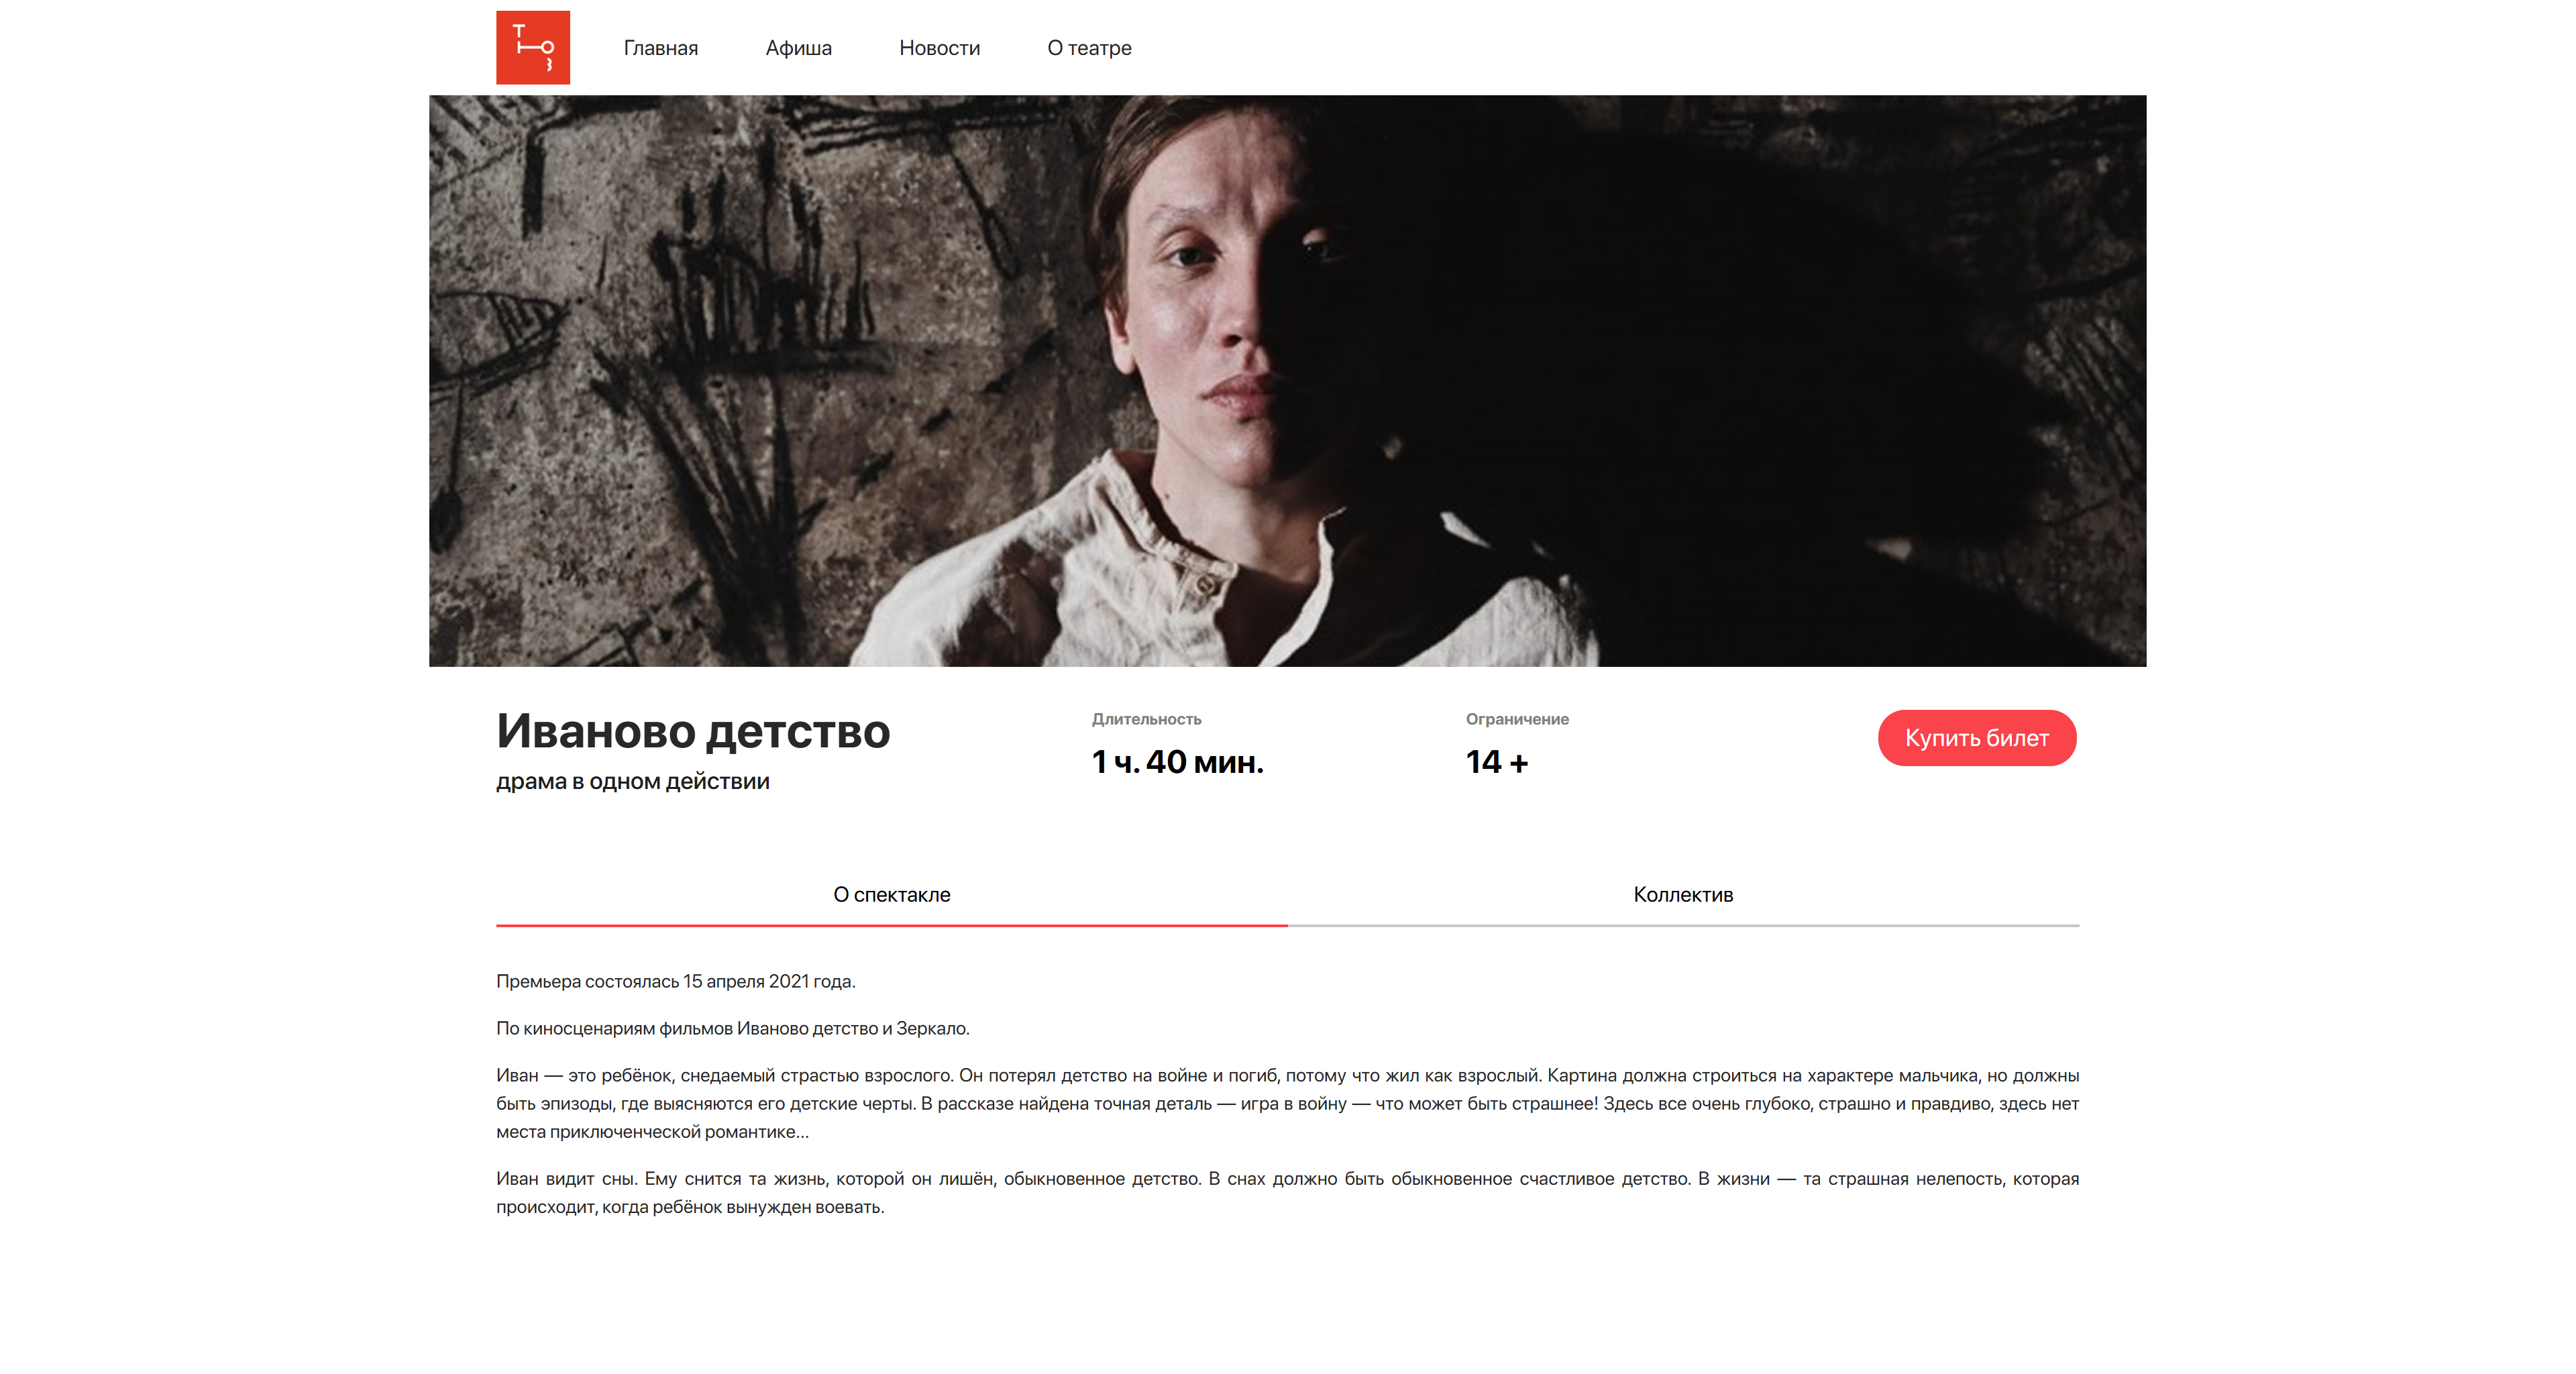 Т
Ю
З
Главная
Афиша
Новости
О театре
Иваново детство
драма в одном действии
Длительность
1 ч. 40 мин.
Ограничение
14 +
Купить билет
О спектакле
Коллектив
Премьера состоялась 15 апреля 2021 года.
По киносценариям фильмов Иваново детство и Зеркало.
Иван — это ребёнок, снедаемый страстью взрослого. Он потерял детство на войне и погиб, потому что жил как взрослый. Картина должна строиться на характере мальчика, но должны
быть эпизоды, где выясняются его детские черты. В рассказе найдена точная деталь — игра в войну — что может быть страшнее! Здесь все очень глубоко, страшно и правдиво, здесь нет
места приключенческой романтике...
Иван видит сны. Ему снится та жизнь, которой он лишён, обыкновенное детство. В снах должно быть обыкновенное счастливое детство. В жизни — та страшная нелепость, которая
происходит, когда ребёнок вынужден воевать.